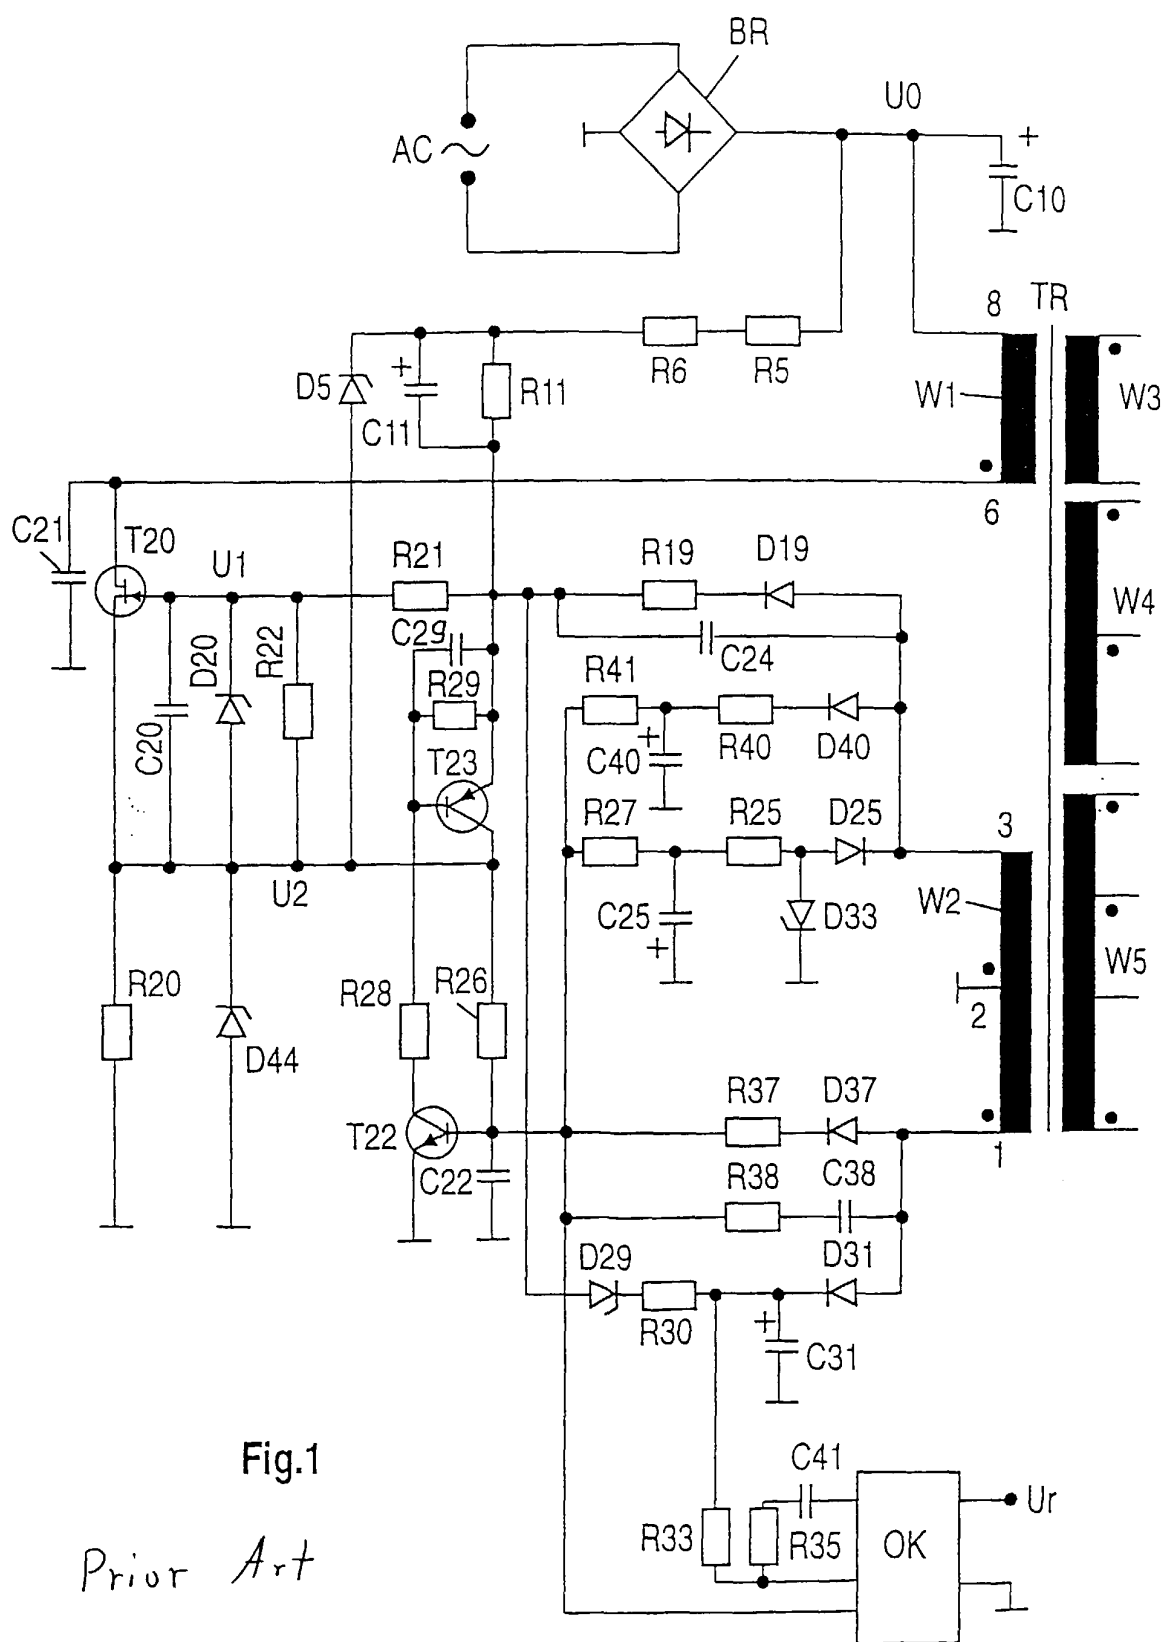 BR
U0
AC
+
C10
8 TR
R6 R5
D5
+
C11
R11
W1
W3
6
C21
T20
U1
R21
R19
D19
W4
C29
C24
D20
R22
C20
R29
R41
R40
D40
+
C40
T23
R27
R25
D25
3
U2
C25
+
D33
W2
W5
2
R20
D44
R28
R26
R37
D37
T22
1
C22
R38
C38
D29
D31
R30
+
C31
Fig.1
C41
Ur
R33
R35
OK
Prior Art